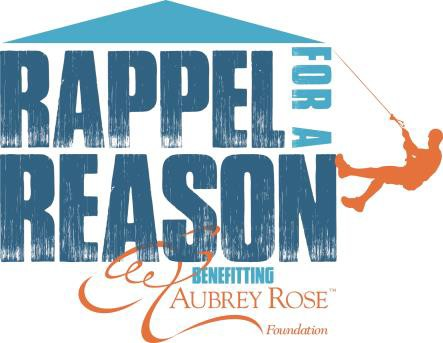 RAPPEL
FOR A
REASON
BENEFITTING
AUBREY ROSE™
Foundation